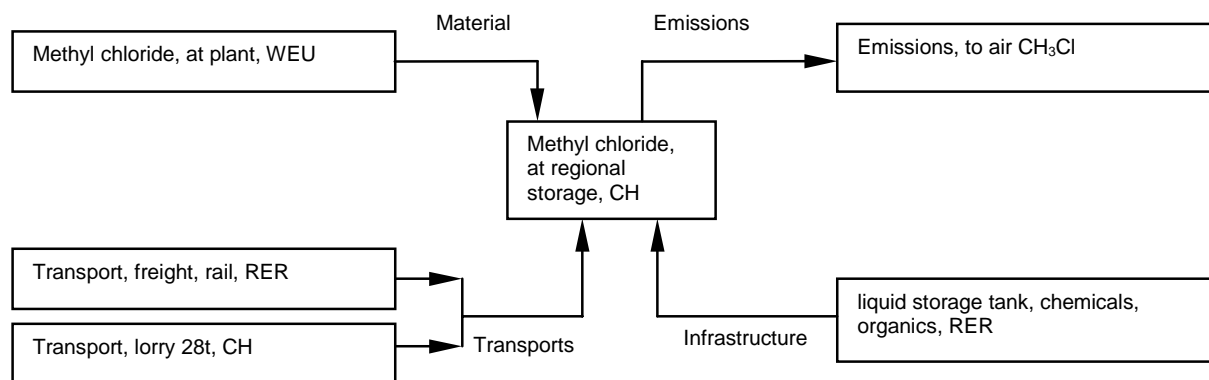 Material
Emissions
Methyl chloride, at plant, WEU
Emissions, to air CH₃Cl
Methyl chloride,
at regional
storage, CH
Transport, freight, rail, RER
Transport, lorry 28t, CH
Transports
Infrastructure
liquid storage tank, chemicals,
organics, RER